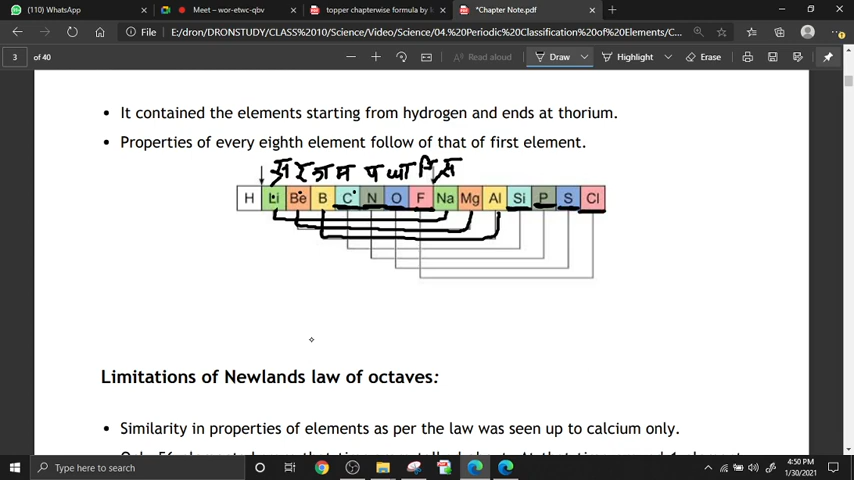 (110) WhatsApp
Meet – wor-etwc-qbv
topper chapterwise formula by k
*Chapter Note.pdf
File
E:/dron/DRONSTUDY/CLASS%2010/Science/Video/Science/04.%20Periodic%20Classification%20of%20Elements/C...
3 of 40
Read aloud
Draw
Highlight
Erase
• It contained the elements starting from hydrogen and ends at thorium.
• Properties of every eighth element follow of that of first element.
सा रे ग म प धा नि सा
H Li Be B C N O F Na Mg Al Si P S Cl
Limitations of Newlands law of octaves:
• Similarity in properties of elements as per the law was seen up to calcium only.
Type here to search
4:50 PM
1/30/2021